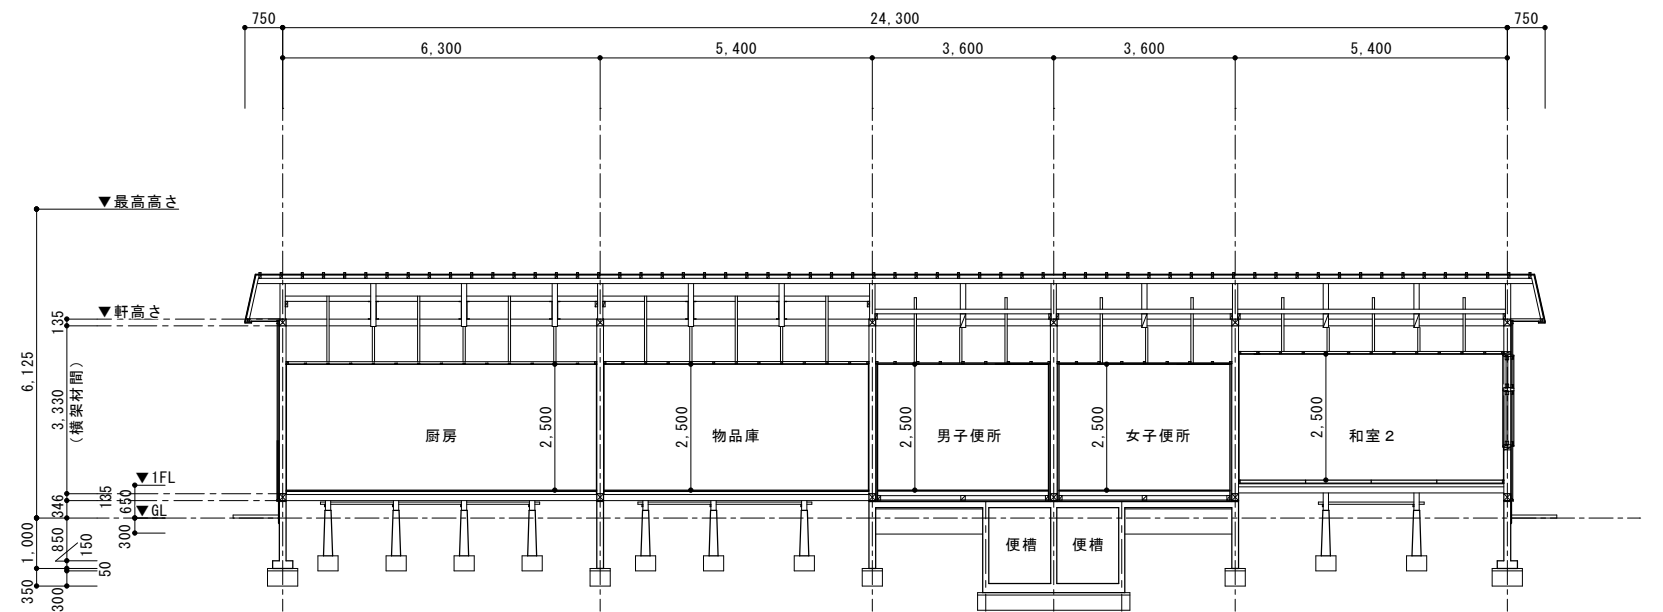 750
24,300
750
6,300
5,400
3,600
3,600
5,400
▼最高高さ
▼軒高さ
135
6,125
3,330
(横架材間)
2,500
2,500
2,500
2,500
2,500
厨房
物品庫
男子便所
女子便所
和室2
▼1FL
135
650
346
▼GL
300
1,000
850
150
50
350
300
便槽
便槽